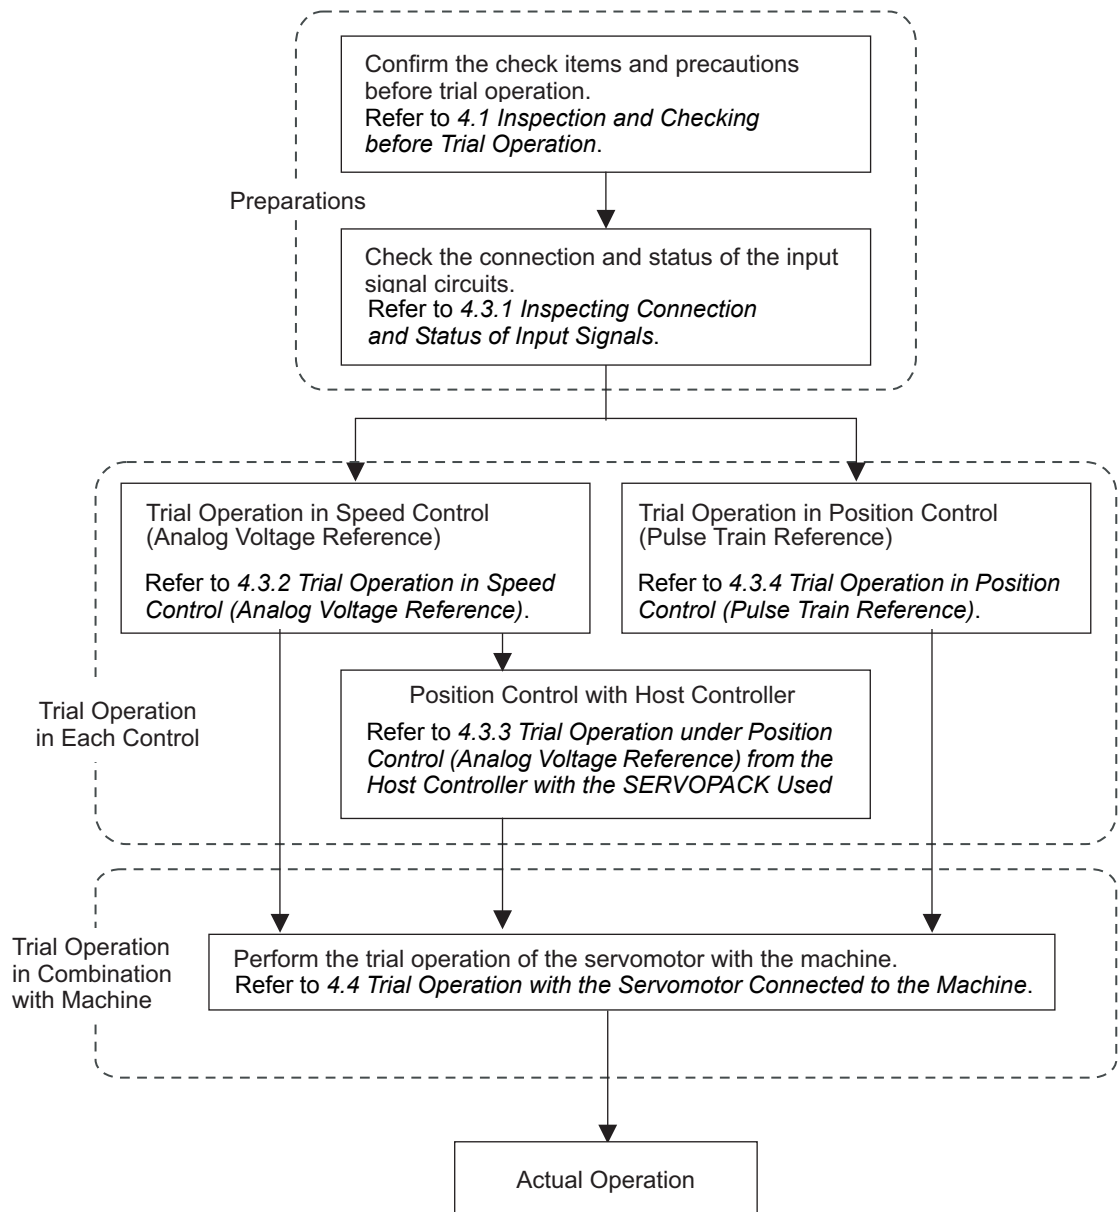 Confirm the check items and precautions
before trial operation.
Refer to 4.1 Inspection and Checking
before Trial Operation.
Preparations
Check the connection and status of the input
signal circuits.
Refer to 4.3.1 Inspecting Connection
and Status of Input Signals.
Trial Operation in Speed Control
(Analog Voltage Reference)
Refer to 4.3.2 Trial Operation in Speed
Control (Analog Voltage Reference).
Trial Operation in Position Control
(Pulse Train Reference)
Refer to 4.3.4 Trial Operation in Position
Control (Pulse Train Reference).
Trial Operation
in Each Control
Position Control with Host Controller
Refer to 4.3.3 Trial Operation under Position
Control (Analog Voltage Reference) from the
Host Controller with the SERVOPACK Used
Trial Operation
in Combination
with Machine
Perform the trial operation of the servomotor with the machine.
Refer to 4.4 Trial Operation with the Servomotor Connected to the Machine.
Actual Operation